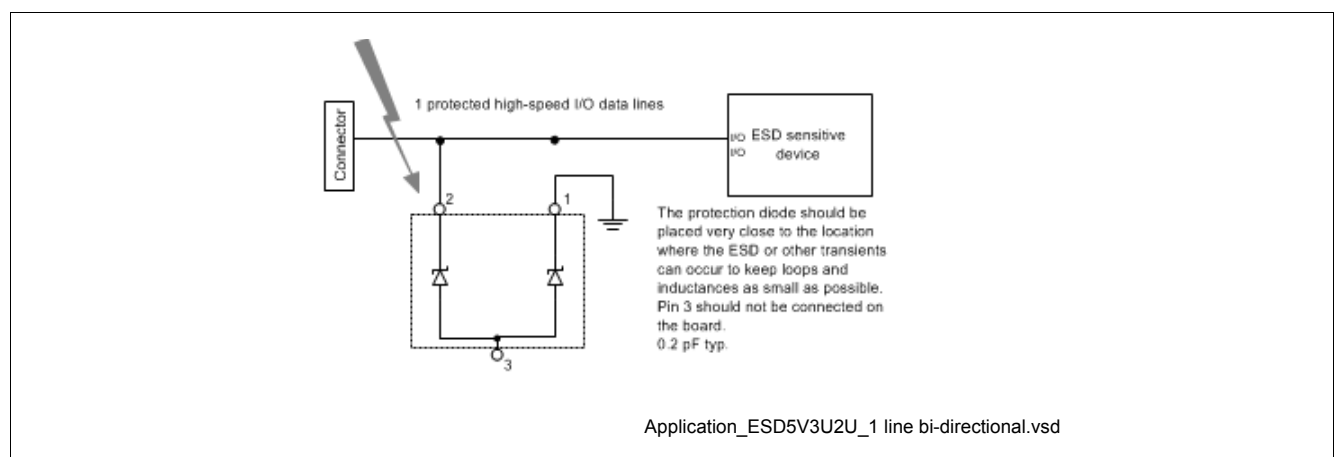 1 protected high-speed I/O data lines
Connector
I/O ESD sensitive
I/O device
2
1
The protection diode should be
placed very close to the location
where the ESD or other transients
can occur to keep loops and
inductances as small as possible.
Pin 3 should not be connected on
the board.
0.2 pF typ.
3
Application_ESD5V3U2U_1 line bi-directional.vsd